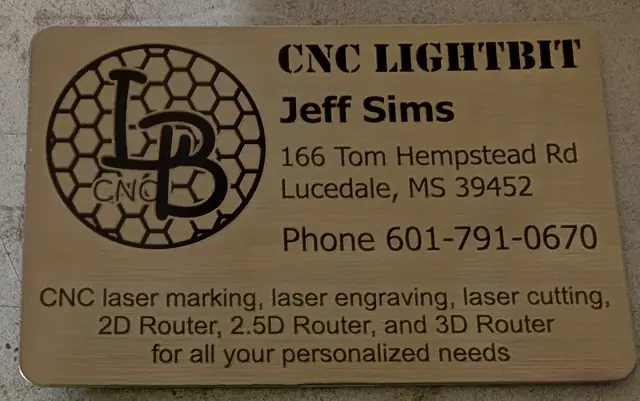 CNC LIGHTBIT
LB
CNC
Jeff Sims
166 Tom Hempstead Rd
Lucedale, MS 39452
Phone 601-791-0670
CNC laser marking, laser engraving, laser cutting,
2D Router, 2.5D Router, and 3D Router
for all your personalized needs